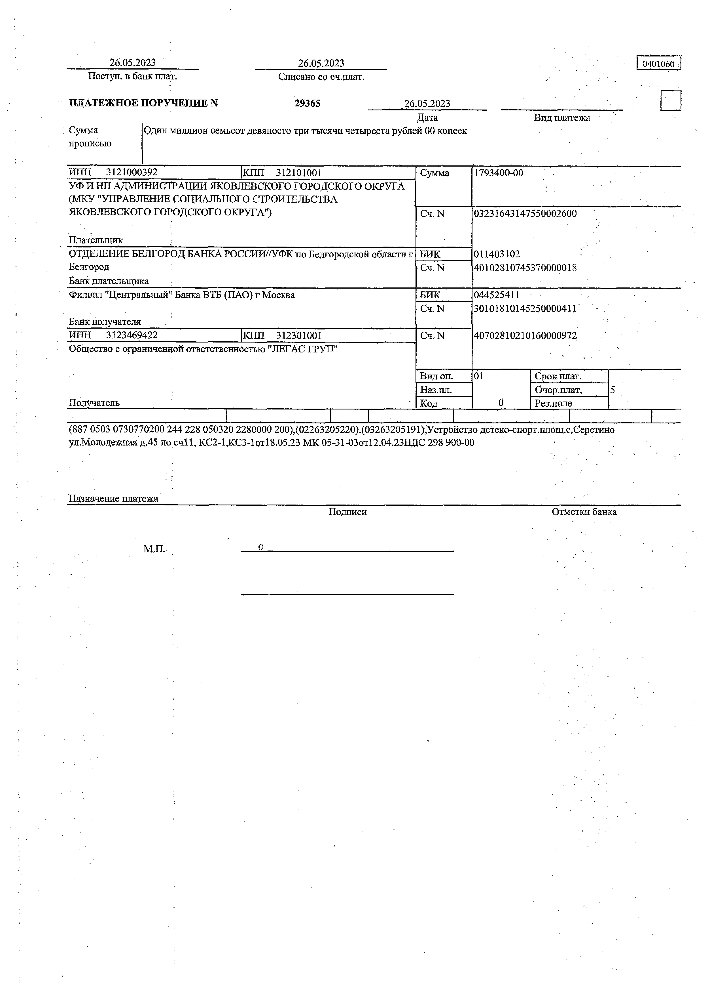 26.05.2023 26.05.2023 0401060
Поступ. в банк плат. Списано со сч.плат.
ПЛАТЕЖНОЕ ПОРУЧЕНИЕ N 29365 26.05.2023
Дата Вид платежа
Сумма Один миллион семьсот девяносто три тысячи четыреста рублей 00 копеек
прописью
ИНН 3121000392 КПП 312101001 Сумма 1793400-00
УФ И НП АДМИНИСТРАЦИИ ЯКОВЛЕВСКОГО ГОРОДСКОГО ОКРУГА
(МКУ "УПРАВЛЕНИЕ СОЦИАЛЬНОГО СТРОИТЕЛЬСТВА
ЯКОВЛЕВСКОГО ГОРОДСКОГО ОКРУГА") Сч. N 03231643147550002600
Плательщик
ОТДЕЛЕНИЕ БЕЛГОРОД БАНКА РОССИИ//УФК по Белгородской области г БИК 011403102
Белгород Сч. N 40102810745370000018
Банк плательщика
Филиал "Центральный" Банка ВТБ (ПАО) г Москва БИК 044525411
Сч. N 30101810145250000411
Банк получателя
ИНН 3123469422 КПП 312301001 Сч. N 40702810210160000972
Общество с ограниченной ответственностью "ЛЕГАС ГРУП"
Вид оп. 01 Срок плат.
Наз.пл. Очер.плат. 5
Получатель Код 0 Рез.поле
(887 0503 0730770200 244 228 050320 2280000 200),(02263205220).(03263205191),Устройство детско-спорт.площ.с.Серетино
ул.Молодежная д.45 по сч11, КС2-1,КС3-1от18.05.23 МК 05-31-03от12.04.23НДС 298 900-00
Назначение платежа
Подписи Отметки банка
М.П. 0